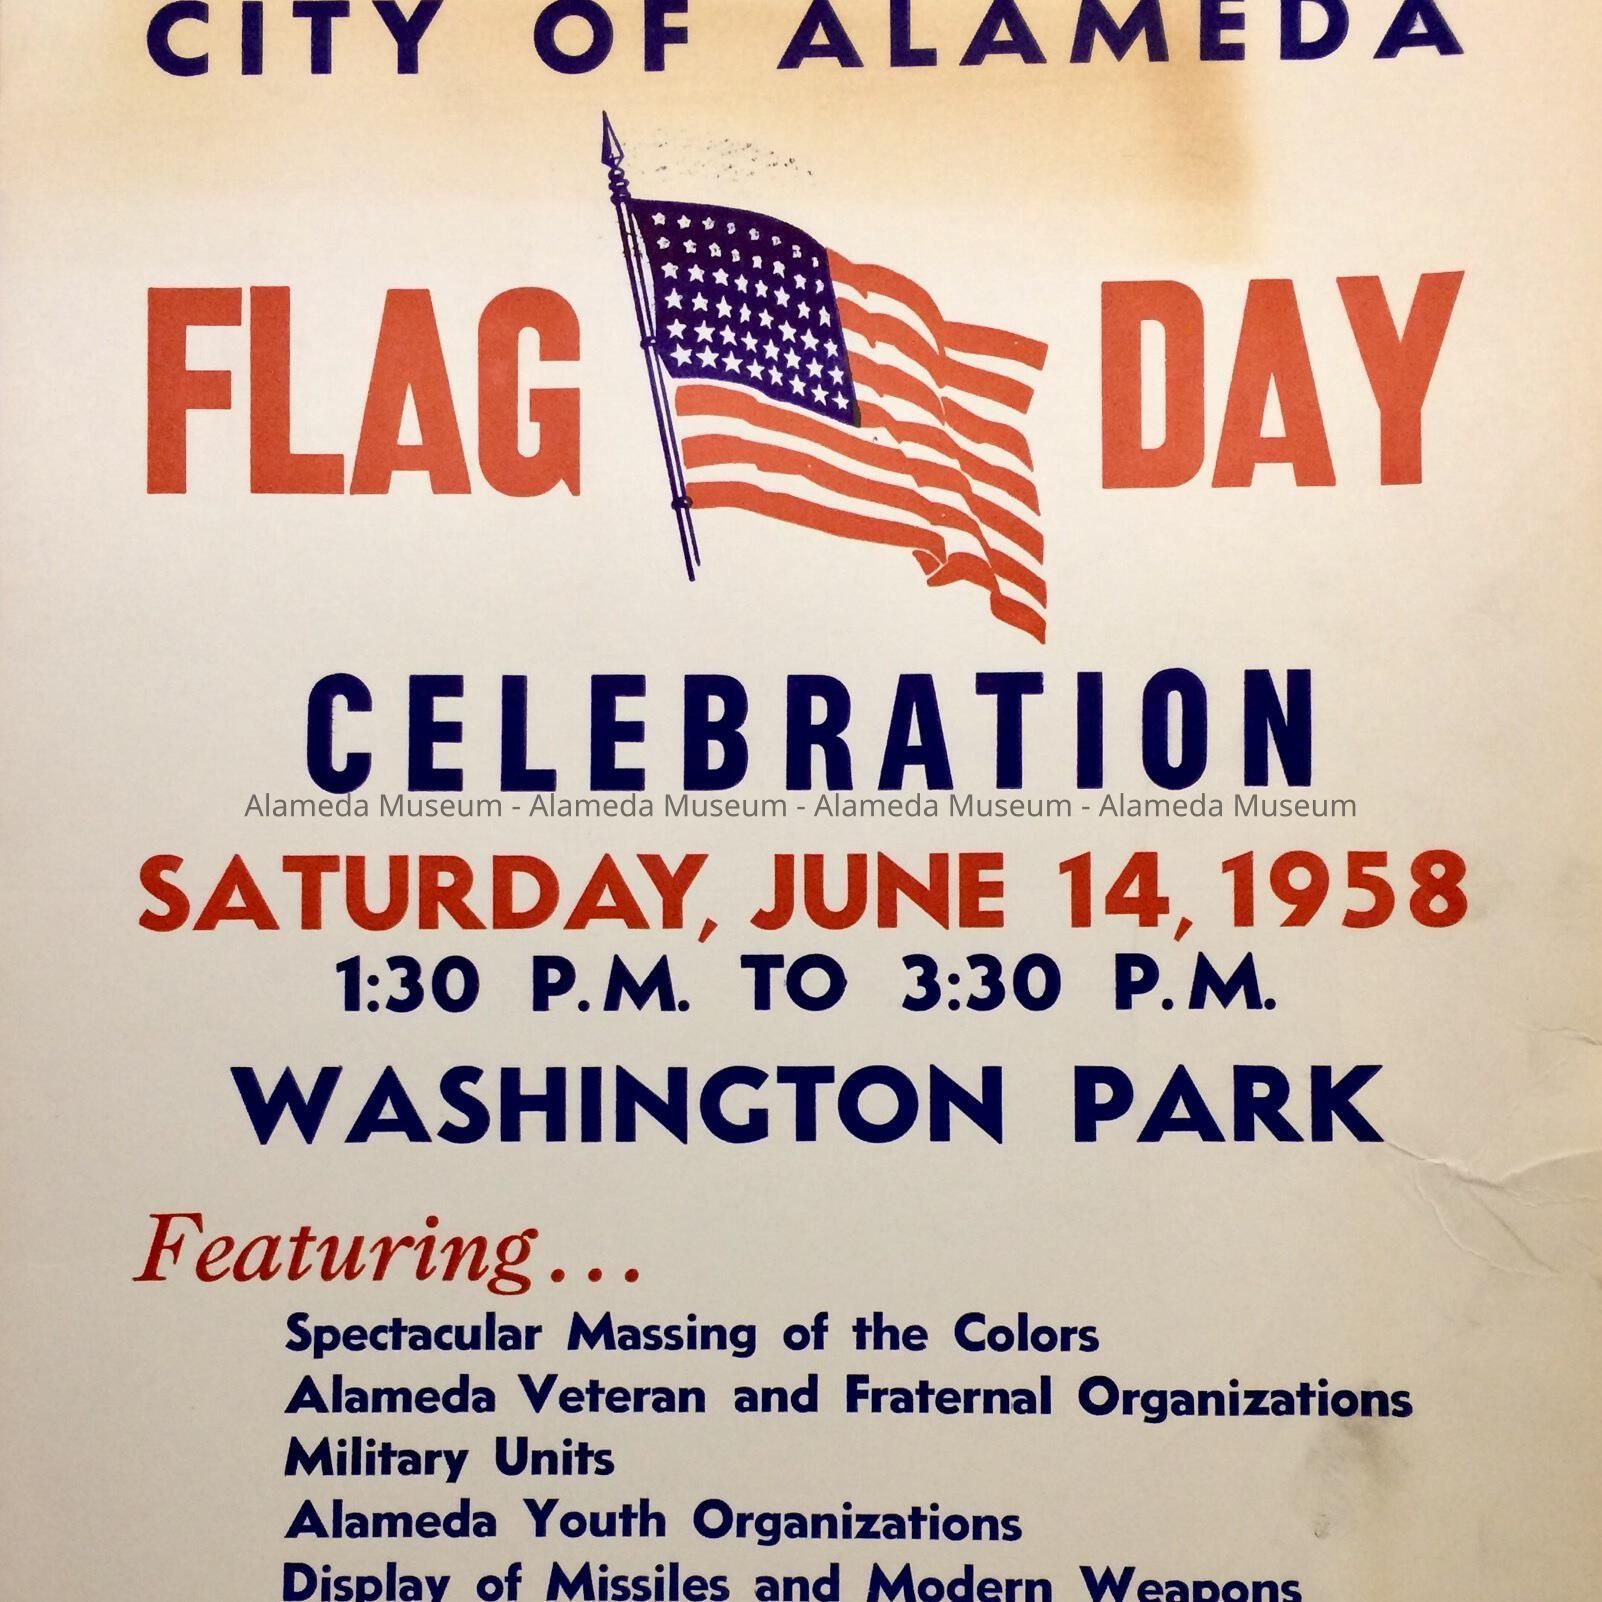 CITY OF ALAMEDA
FLAG DAY
CELEBRATION
Alameda Museum - Alameda Museum - Alameda Museum - Alameda Museum
SATURDAY, JUNE 14, 1958
1:30 P.M. TO 3:30 P.M.
WASHINGTON PARK
Featuring...
Spectacular Massing of the Colors
Alameda Veteran and Fraternal Organizations
Military Units
Alameda Youth Organizations
Display of Missiles and Modern Weapons